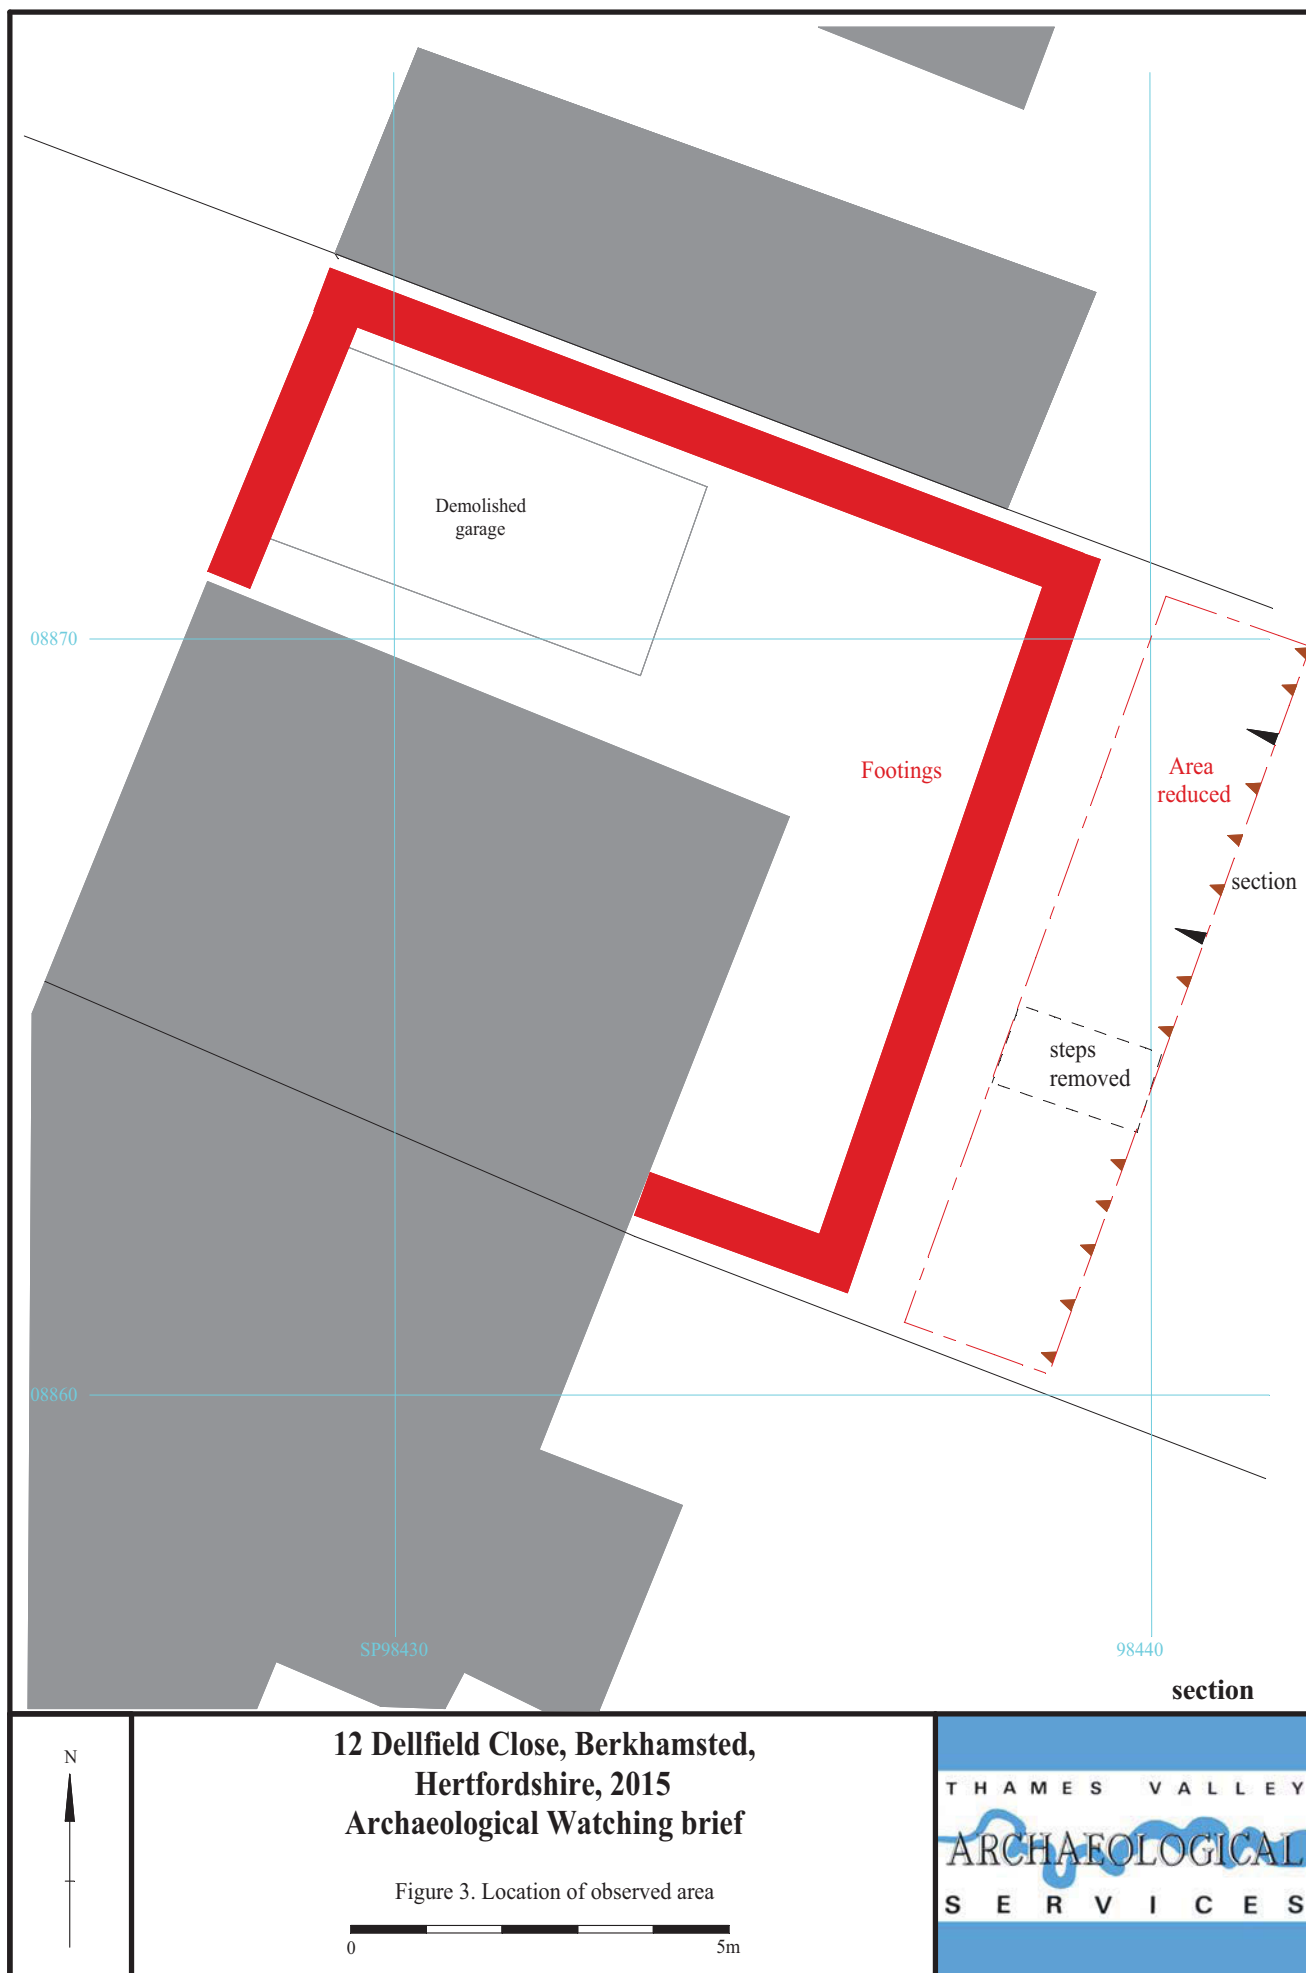 Demolished
garage
08870
Footings
Area
reduced
section
steps
removed
08860
SP98430
98440
section
N
12 Dellfield Close, Berkhamsted,
Hertfordshire, 2015
Archaeological Watching brief
Figure 3. Location of observed area
0
5m
THAMES VALLEY
ARCHAEOLOGICAL
SERVICES